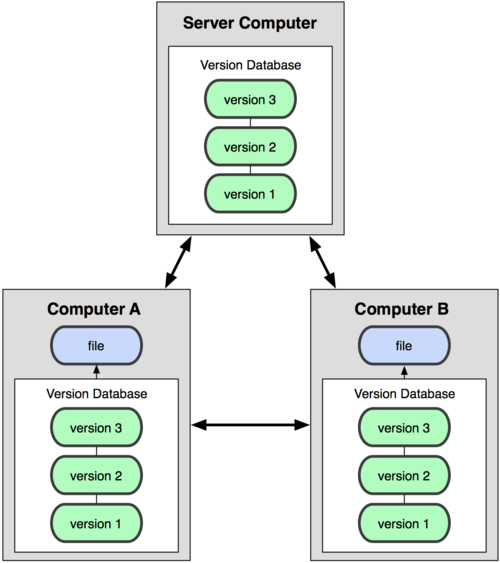 Server Computer
Version Database
version 3
version 2
version 1
Computer A
file
Version Database
version 3
version 2
version 1
Computer B
file
Version Database
version 3
version 2
version 1